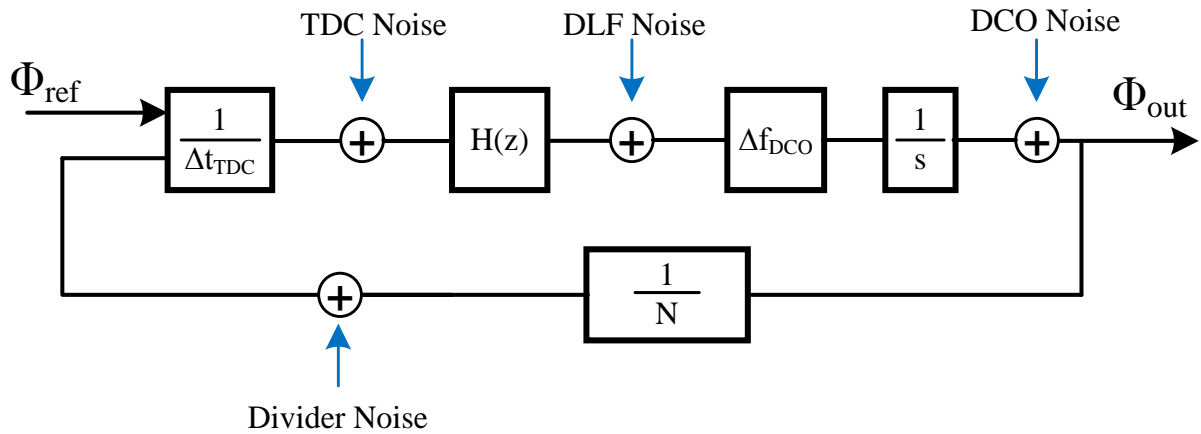 TDC Noise
DLF Noise
DCO Noise
Φref
1
ΔtTDC
+
H(z)
+
ΔfDCO
1
s
+
Φout
+
1
N
Divider Noise